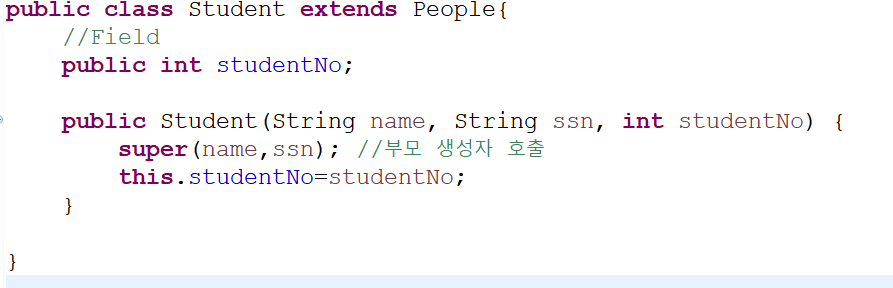 public class Student extends People{
//Field
public int studentNo;
public Student(String name, String ssn, int studentNo) {
super(name,ssn); //부모 생성자 호출
this.studentNo=studentNo;
}
}